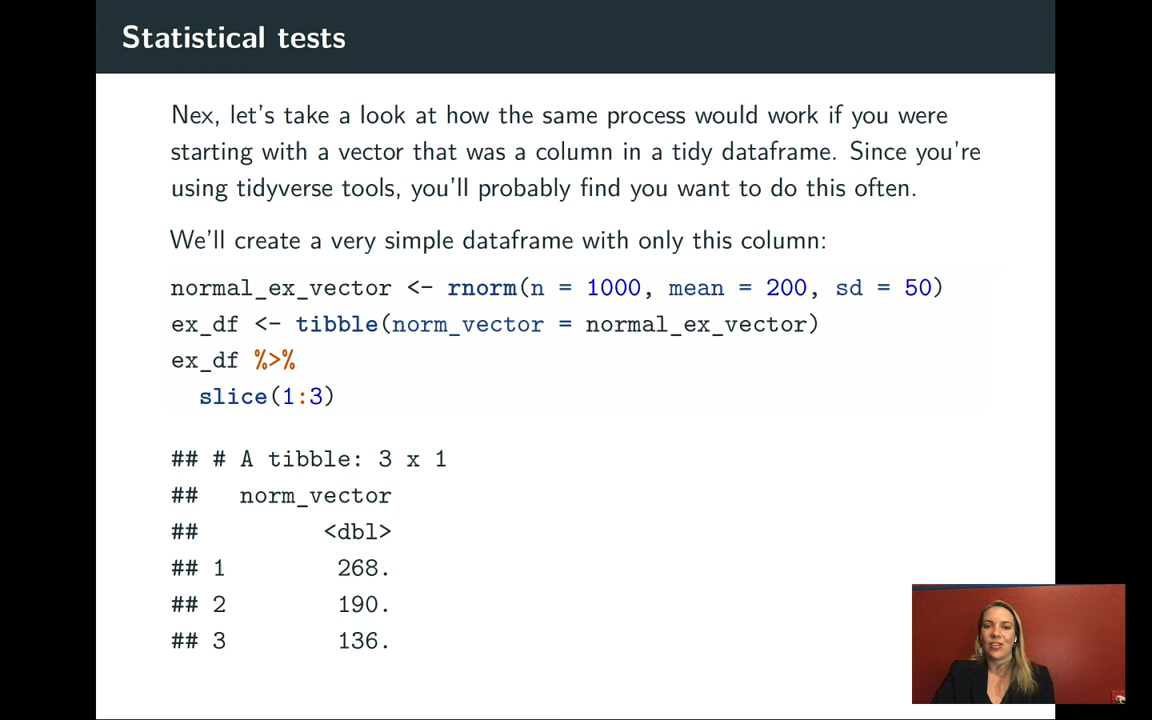 Statistical tests
Nex, let's take a look at how the same process would work if you were
starting with a vector that was a column in a tidy dataframe. Since you're
using tidyverse tools, you'll probably find you want to do this often.
We'll create a very simple dataframe with only this column:
normal_ex_vector <- rnorm(n = 1000, mean = 200, sd = 50)
ex_df <- tibble(norm_vector = normal_ex_vector)
ex_df %>%
  slice(1:3)
## # A tibble: 3 x 1
##   norm_vector
##         <dbl>
## 1        268.
## 2        190.
## 3        136.